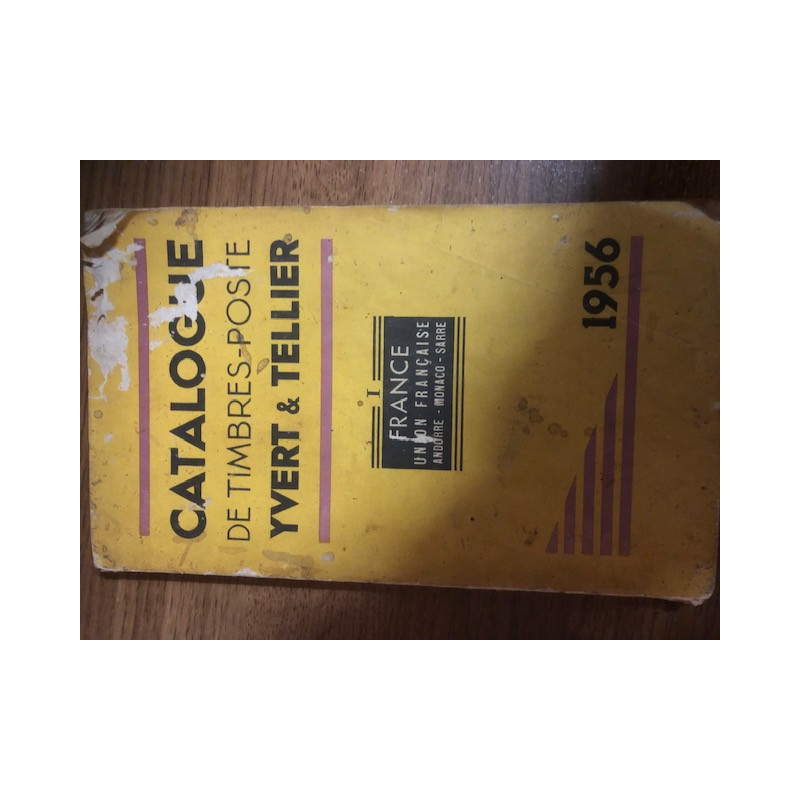 CATALOGUE
DE TIMBRES-POSTE
YVERT & TELLIER
I
FRANCE
UNION FRANÇAISE
ANDORRE - MONACO - SARRE
1956